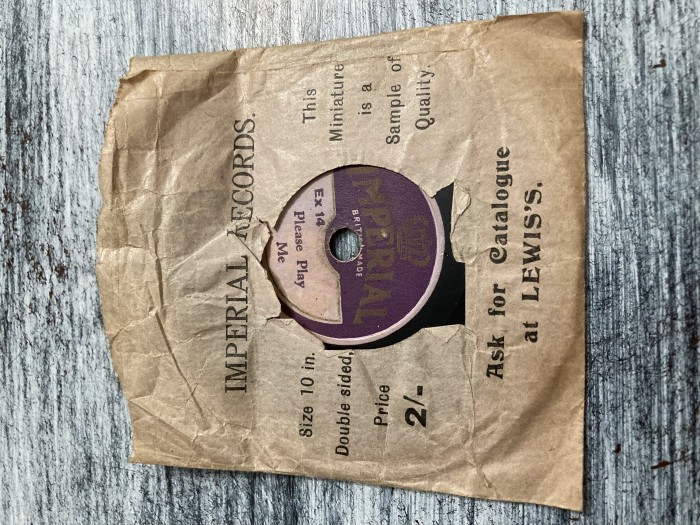 IMPERIAL RECORDS.
Size 10 in.
Double sided,
Price
2/-
This
Miniature
is a
Sample of
Quality.
IMPERIAL
BRITISH MADE
Ex 14
Please Play
Me
Ask for Catalogue
at LEWIS'S.